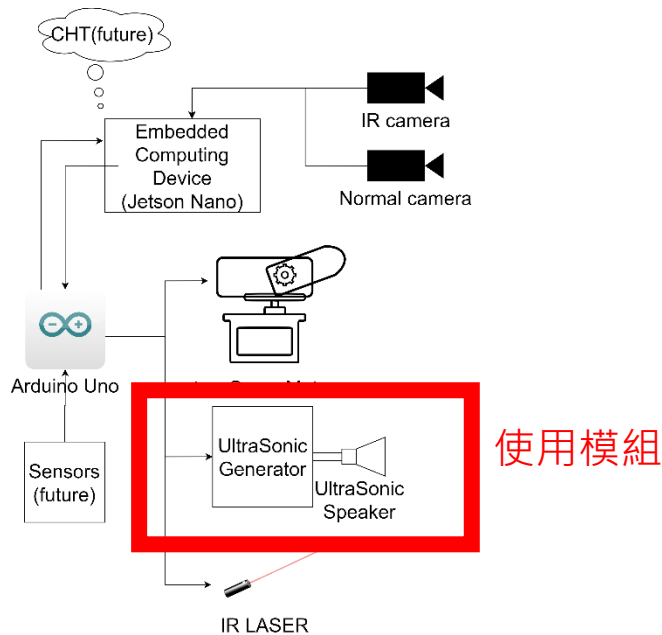 CHT(future)
IR camera
Embedded
Computing
Device
(Jetson Nano)
Normal camera
Arduino Uno
UltraSonic
Generator
UltraSonic
Speaker
使用模組
Sensors
(future)
IR LASER